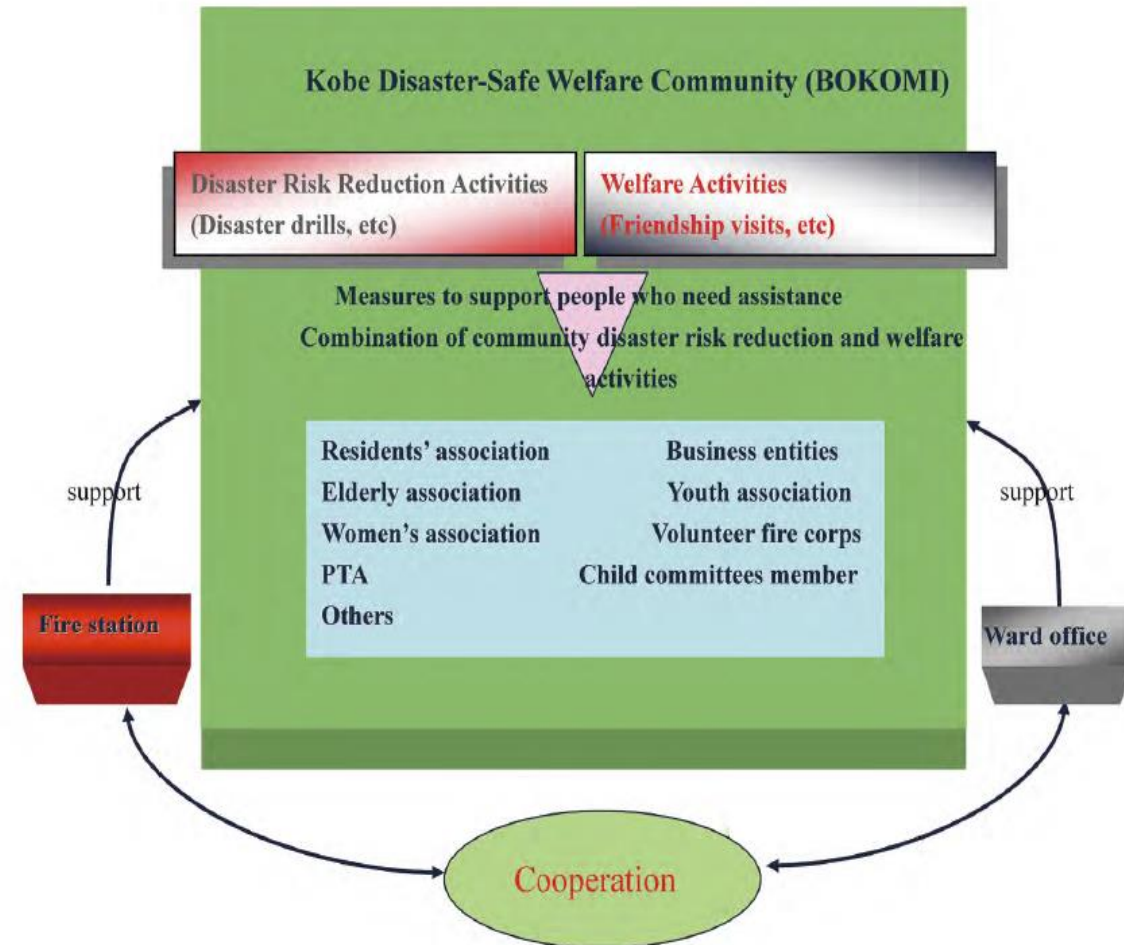 Kobe Disaster-Safe Welfare Community (BOKOMI)
Disaster Risk Reduction Activities
(Disaster drills, etc)
Welfare Activities
(Friendship visits, etc)
Measures to support people who need assistance
Combination of community disaster risk reduction and welfare
activities
Residents' association
Business entities
Elderly association
Youth association
Women's association
Volunteer fire corps
PTA
Child committees member
Others
support
support
Fire station
Ward office
Cooperation